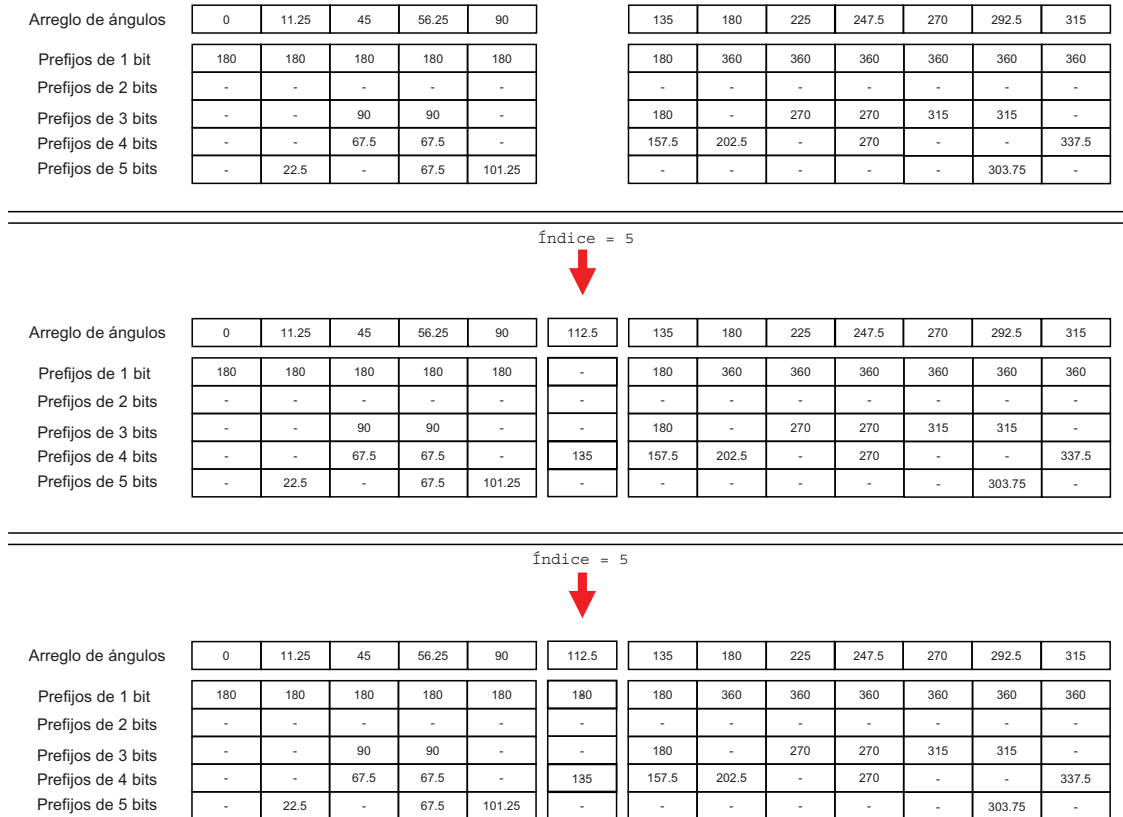 Arreglo de ángulos 0 11.25 45 56.25 90 135 180 225 247.5 270 292.5 315
Prefijos de 1 bit 180 180 180 180 180 180 360 360 360 360 360 360
Prefijos de 2 bits - - - - - - - - - - - -
Prefijos de 3 bits - - 90 90 - 180 - 270 270 315 315 -
Prefijos de 4 bits - - 67.5 67.5 - 157.5 202.5 - 270 - - 337.5
Prefijos de 5 bits - 22.5 - 67.5 101.25 - - - - - 303.75 -
Índice = 5
Arreglo de ángulos 0 11.25 45 56.25 90 112.5 135 180 225 247.5 270 292.5 315
Prefijos de 1 bit 180 180 180 180 180 - 180 360 360 360 360 360 360
Prefijos de 2 bits - - - - - - - - - - - - -
Prefijos de 3 bits - - 90 90 - - 180 - 270 270 315 315 -
Prefijos de 4 bits - - 67.5 67.5 - 135 157.5 202.5 - 270 - - 337.5
Prefijos de 5 bits - 22.5 - 67.5 101.25 - - - - - - 303.75 -
Índice = 5
Arreglo de ángulos 0 11.25 45 56.25 90 112.5 135 180 225 247.5 270 292.5 315
Prefijos de 1 bit 180 180 180 180 180 180 180 360 360 360 360 360 360
Prefijos de 2 bits - - - - - - - - - - - - -
Prefijos de 3 bits - - 90 90 - - 180 - 270 270 315 315 -
Prefijos de 4 bits - - 67.5 67.5 - 135 157.5 202.5 - 270 - - 337.5
Prefijos de 5 bits - 22.5 - 67.5 101.25 - - - - - - 303.75 -